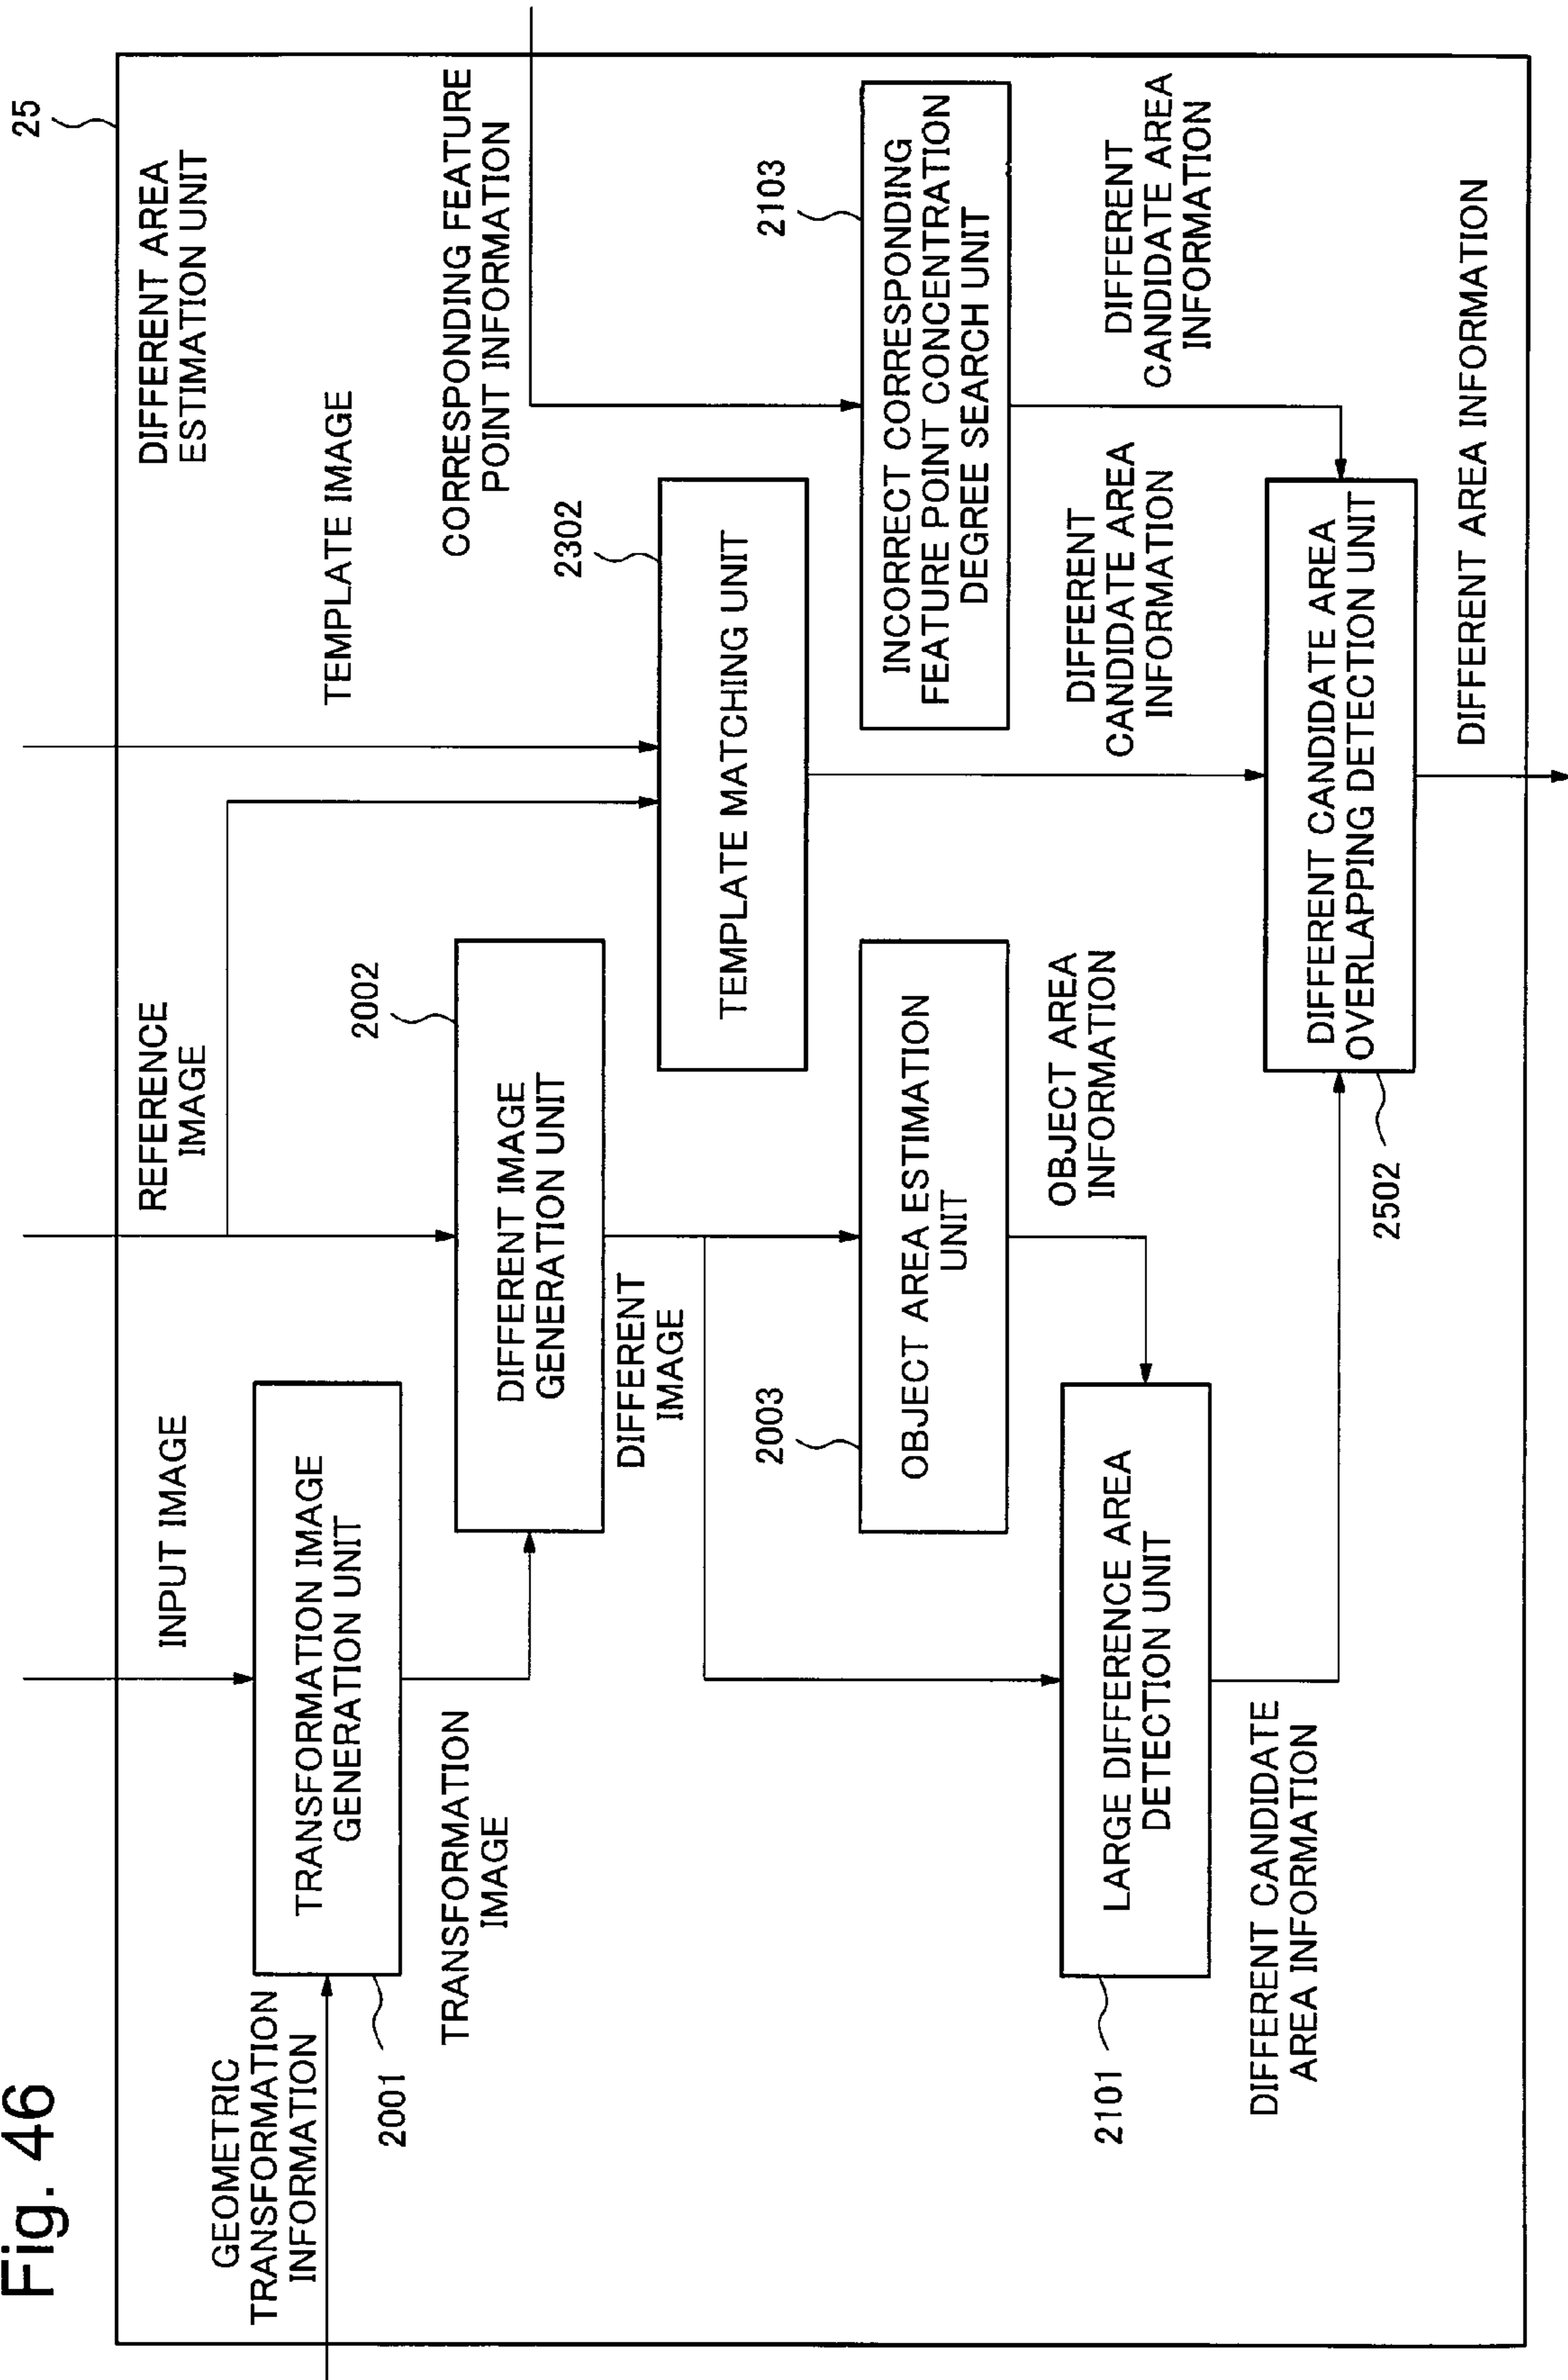 Fig. 46
25
DIFFERENT AREA
ESTIMATION UNIT
GEOMETRIC
TRANSFORMATION
INFORMATION
INPUT IMAGE
REFERENCE
IMAGE
TEMPLATE IMAGE
CORRESPONDING FEATURE
POINT INFORMATION
TRANSFORMATION IMAGE
GENERATION UNIT
2001
TRANSFORMATION
IMAGE
2002
DIFFERENT IMAGE
GENERATION UNIT
DIFFERENT
IMAGE
2302
TEMPLATE MATCHING UNIT
2003
OBJECT AREA ESTIMATION
UNIT
2103
INCORRECT CORRESPONDING
FEATURE POINT CONCENTRATION
DEGREE SEARCH UNIT
OBJECT AREA
INFORMATION
DIFFERENT
CANDIDATE AREA
INFORMATION
DIFFERENT
CANDIDATE AREA
INFORMATION
2101
LARGE DIFFERENCE AREA
DETECTION UNIT
DIFFERENT CANDIDATE
AREA INFORMATION
2502
DIFFERENT CANDIDATE AREA
OVERLAPPING DETECTION UNIT
DIFFERENT AREA INFORMATION